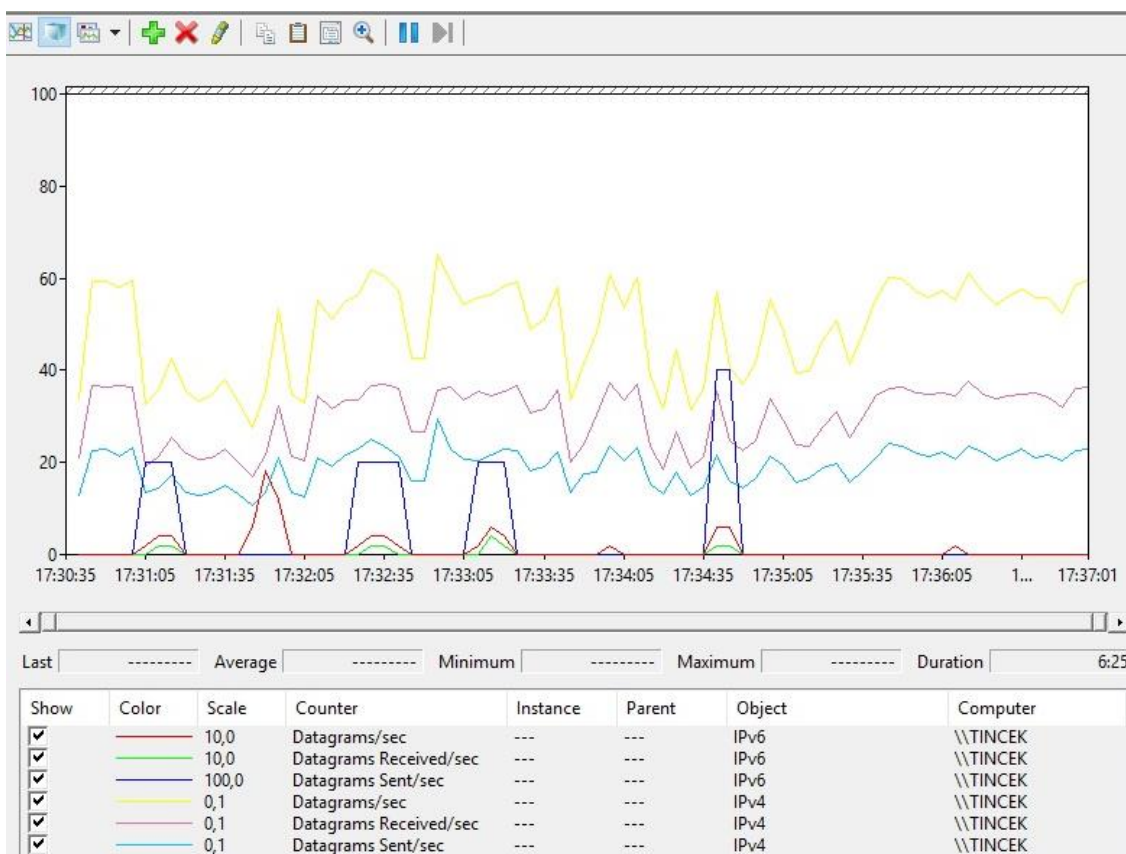 100
80
60
40
20
0
17:30:35 17:31:05 17:31:35 17:32:05 17:32:35 17:33:05 17:33:35 17:34:05 17:34:35 17:35:05 17:35:35 17:36:05 1... 17:37:01
Last --------- Average --------- Minimum --------- Maximum --------- Duration 6:25
Show Color Scale Counter Instance Parent Object Computer
10,0 Datagrams/sec --- --- IPv6 \\TINCEK
10,0 Datagrams Received/sec --- --- IPv6 \\TINCEK
100,0 Datagrams Sent/sec --- --- IPv6 \\TINCEK
0,1 Datagrams/sec --- --- IPv4 \\TINCEK
0,1 Datagrams Received/sec --- --- IPv4 \\TINCEK
0,1 Datagrams Sent/sec --- --- IPv4 \\TINCEK